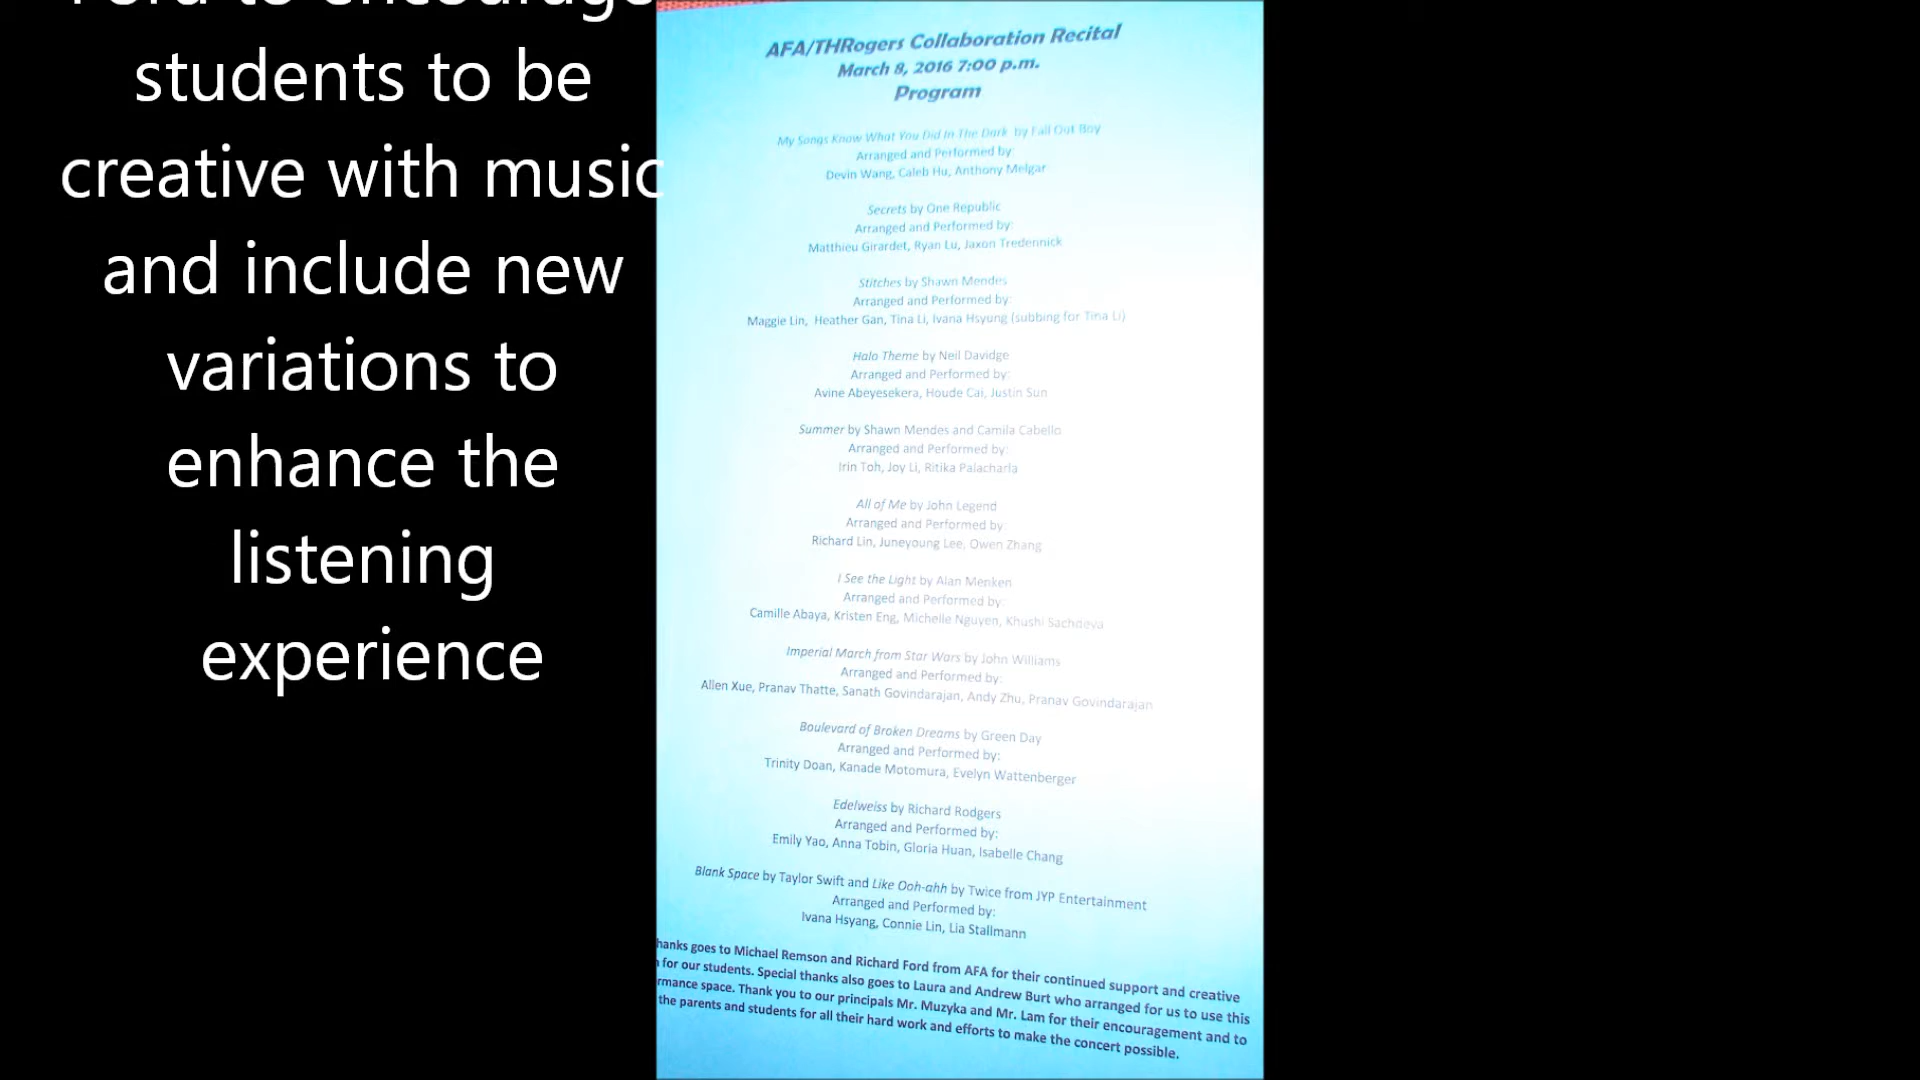 Ford to encourage
students to be
creative with music
and include new
variations to
enhance the
listening
experience
AFA/THRogers Collaboration Recital
March 8, 2016 7:00 p.m.
Program
My Songs Know What You Did In The Dark by Fall Out Boy
Arranged and Performed by:
Devin Wang, Caleb Hu, Anthony Melgar
Secrets by One Republic
Arranged and Performed by:
Matthieu Girardet, Ryan Lu, Jaxon Tredennick
Stitches by Shawn Mendes
Arranged and Performed by:
Maggie Lin, Heather Gan, Tina Li, Ivana Hsyung (subbing for Tina Li)
Halo Theme by Neil Davidge
Arranged and Performed by:
Avine Abeyesekera, Houde Cai, Justin Sun
Summer by Shawn Mendes and Camila Cabello
Arranged and Performed by:
Irin Toh, Joy Li, Ritika Palacharla
All of Me by John Legend
Arranged and Performed by:
Richard Lin, Juneyoung Lee, Owen Zhang
I See the Light by Alan Menken
Arranged and Performed by:
Camille Abaya, Kristen Eng, Michelle Nguyen, Khushi Sachdeva
Imperial March from Star Wars by John Williams
Arranged and Performed by:
Allen Xue, Pranav Thatte, Sanath Govindarajan, Andy Zhu, Pranav Govindarajan
Boulevard of Broken Dreams by Green Day
Arranged and Performed by:
Trinity Doan, Kanade Motomura, Evelyn Wattenberger
Edelweiss by Richard Rodgers
Arranged and Performed by:
Emily Yao, Anna Tobin, Gloria Huan, Isabelle Chang
Blank Space by Taylor Swift and Like Ooh-ahh by Twice from JYP Entertainment
Arranged and Performed by:
Ivana Hsyang, Connie Lin, Lia Stallmann
hanks goes to Michael Remson and Richard Ford from AFA for their continued support and creative
for our students. Special thanks also goes to Laura and Andrew Burt who arranged for us to use this
rmance space. Thank you to our principals Mr. Muzyka and Mr. Lam for their encouragement and to
the parents and students for all their hard work and efforts to make the concert possible.